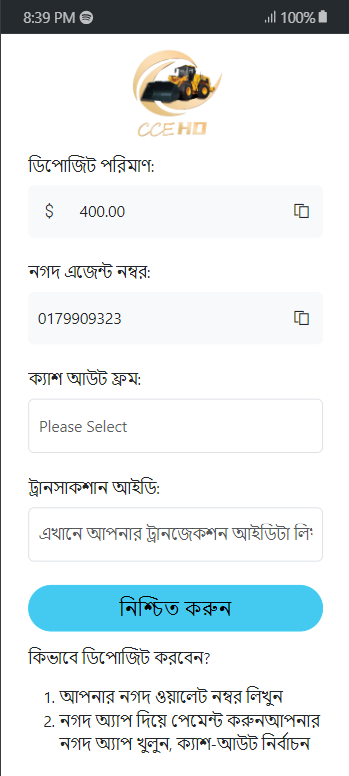 8:39 PM 100%
CCE HD
ডিপোজিট পরিমাণ:
$ 400.00
নগদ এজেন্ট নম্বর:
0179909323
ক্যাশ আউট ফ্রম:
Please Select
ট্রানসাকশান আইডি:
এখানে আপনার ট্রানজেকশন আইডিটা লিখ
নিশ্চিত করুন
কিভাবে ডিপোজিট করবেন?
1. আপনার নগদ ওয়ালেট নম্বর লিখুন
2. নগদ অ্যাপ দিয়ে পেমেন্ট করুনআপনার
নগদ অ্যাপ খুলুন, ক্যাশ-আউট নির্বাচন